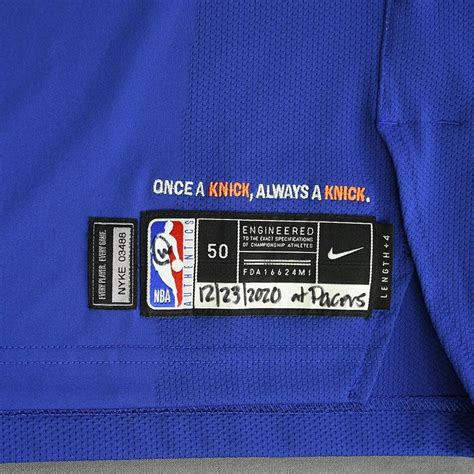 ONCE A KNICK, ALWAYS A KNICK.
EVERY PLAYER. EVERY GAME.
NYKE 03488
NBA
AUTHENTICS
50
ENGINEERED
TO THE EXACT SPECIFICATIONS
OF CHAMPIONSHIP ATHLETES
FDA16624M1
LENGTH+4
12/23/2020 at Pacers